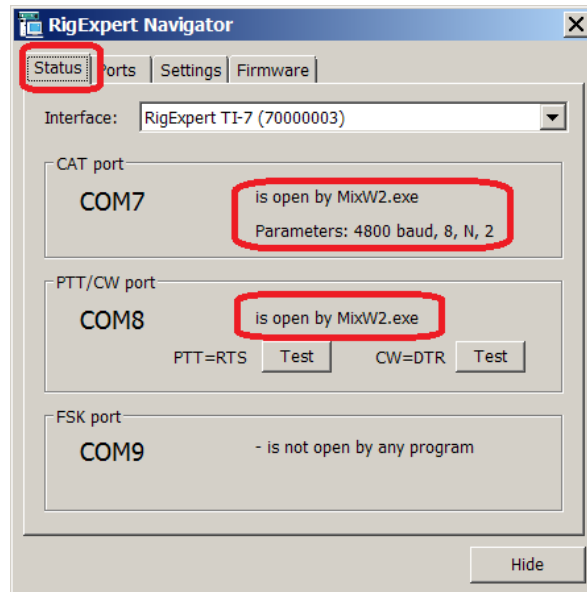 RigExpert Navigator
Status Ports Settings Firmware
Interface: RigExpert TI-7 (70000003)
CAT port
COM7 is open by MixW2.exe
Parameters: 4800 baud, 8, N, 2
PTT/CW port
COM8 is open by MixW2.exe
PTT=RTS Test CW=DTR Test
FSK port
COM9 - is not open by any program
Hide